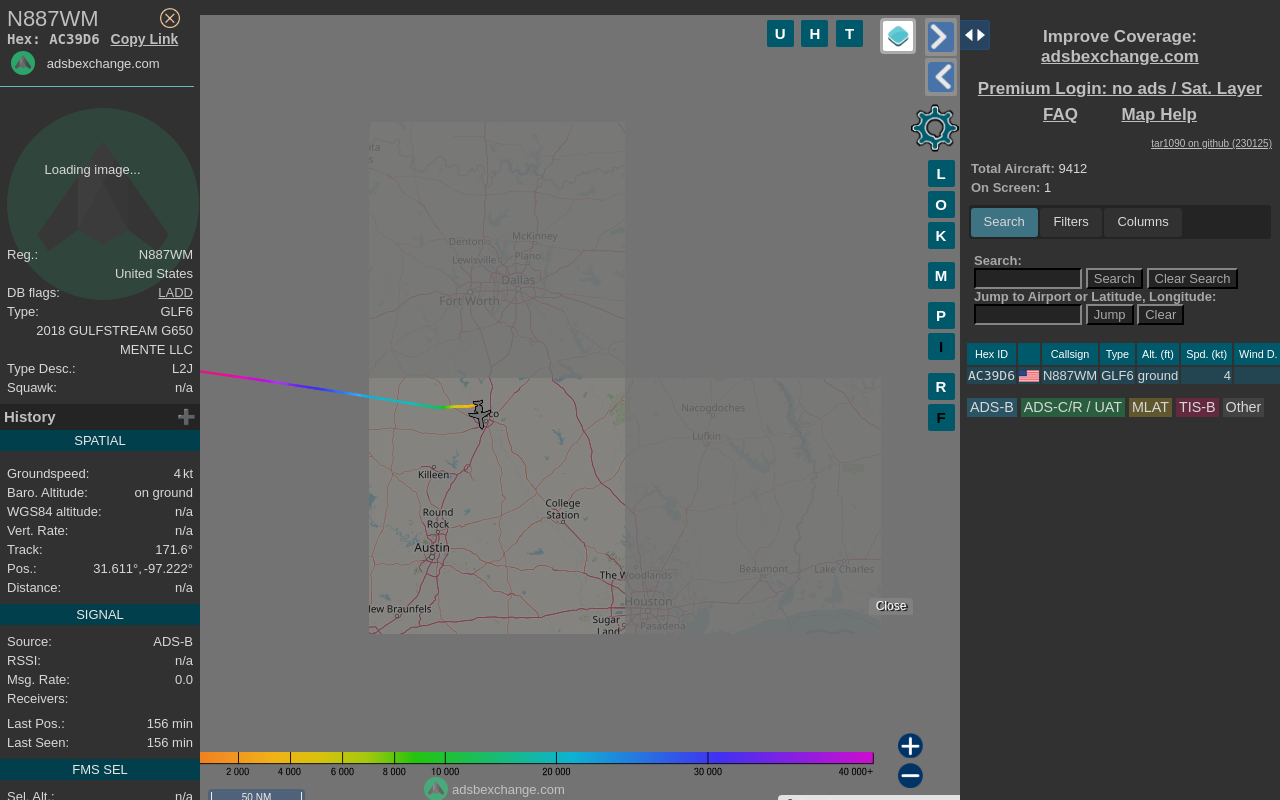 N887WM
Hex: AC39D6 Copy Link
adsbexchange.com
Loading image...
Reg.: N887WM
United States
DB flags: LADD
Type: GLF6
2018 GULFSTREAM G650
MENTE LLC
Type Desc.: L2J
Squawk: n/a
History
SPATIAL
Groundspeed: 4 kt
Baro. Altitude: on ground
WGS84 altitude: n/a
Vert. Rate: n/a
Track: 171.6°
Pos.: 31.611°, -97.222°
Distance: n/a
SIGNAL
Source: ADS-B
RSSI: n/a
Msg. Rate: 0.0
Receivers:
Last Pos.: 156 min
Last Seen: 156 min
FMS SEL
Sel. Alt.: n/a
U H T
L
O
K
M
P
I
R
F
Denton
McKinney
Lewisville
Plano
Dallas
Fort Worth
Nacogdoches
Lufkin
Killeen
College
Station
Round
Rock
Austin
The Woodlands
Beaumont
Lake Charles
Houston
Sugar
Land
Pasadena
Close
2 000 4 000 6 000 8 000 10 000 20 000 30 000 40 000+
adsbexchange.com
50 NM
Improve Coverage:
adsbexchange.com
Premium Login: no ads / Sat. Layer
FAQ Map Help
tar1090 on github (230125)
Total Aircraft: 9412
On Screen: 1
Search Filters Columns
Search:
Search Clear Search
Jump to Airport or Latitude, Longitude:
Jump Clear
Hex ID Callsign Type Alt. (ft) Spd. (kt) Wind D.
AC39D6 N887WM GLF6 ground 4
ADS-B ADS-C/R / UAT MLAT TIS-B Other